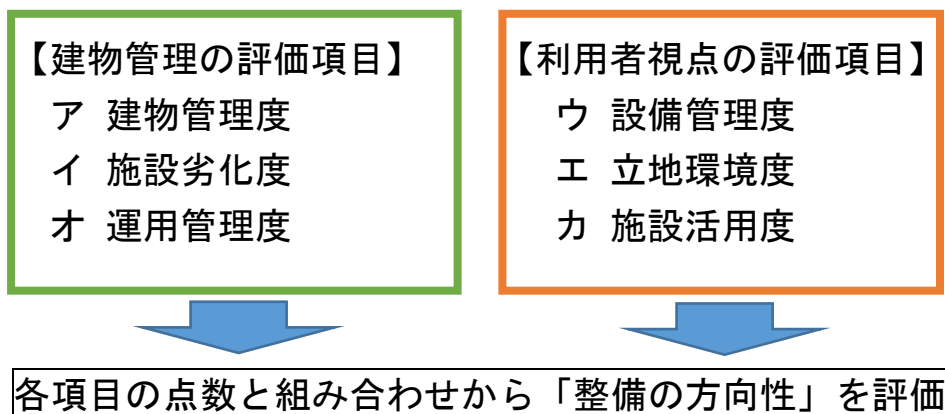 【建物管理の評価項目】
ア 建物管理度
イ 施設劣化度
オ 運用管理度
【利用者視点の評価項目】
ウ 設備管理度
エ 立地環境度
カ 施設活用度
各項目の点数と組み合わせから「整備の方向性」を評価